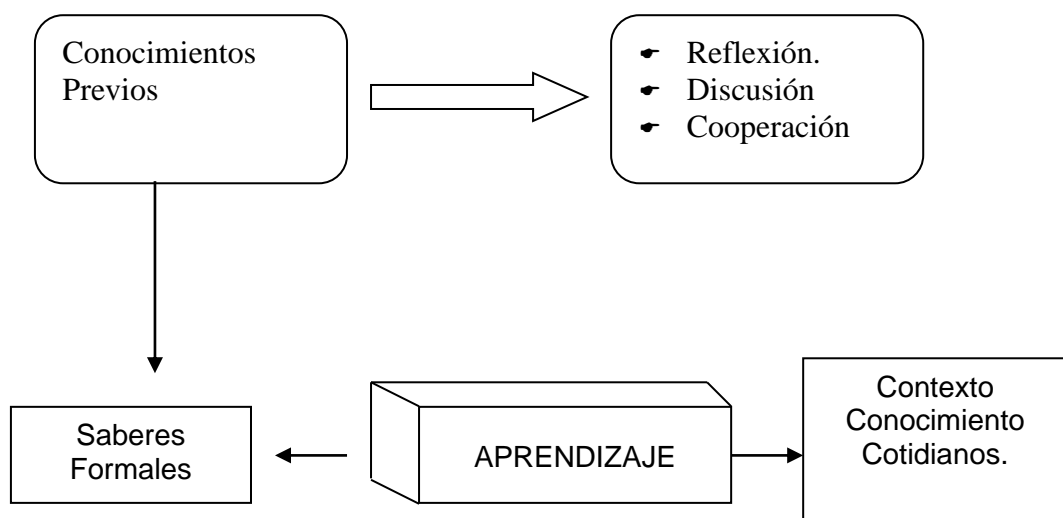 Conocimientos
Previos
☛ Reflexión.
☛ Discusión
☛ Cooperación
Saberes
Formales
APRENDIZAJE
Contexto
Conocimiento
Cotidianos.